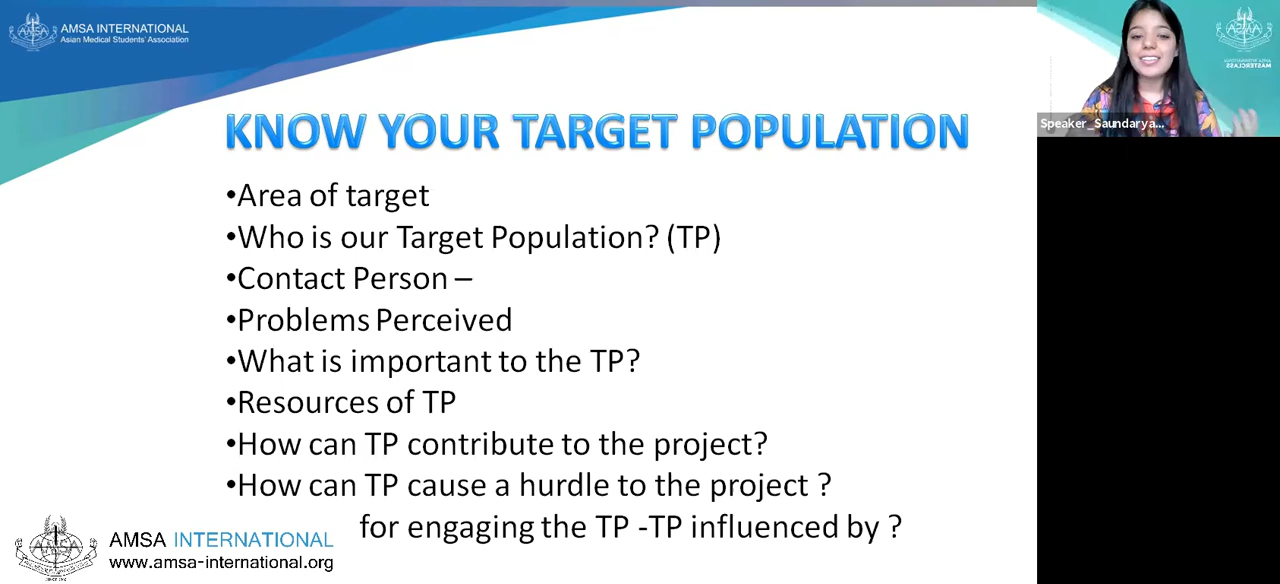 AMSA INTERNATIONAL
Asian Medical Students' Association
KNOW YOUR TARGET POPULATION
•Area of target
•Who is our Target Population? (TP)
•Contact Person –
•Problems Perceived
•What is important to the TP?
•Resources of TP
•How can TP contribute to the project?
•How can TP cause a hurdle to the project ?
for engaging the TP -TP influenced by ?
AMSA INTERNATIONAL
www.amsa-international.org
Speaker_Saundarya...
MASTERCLASS